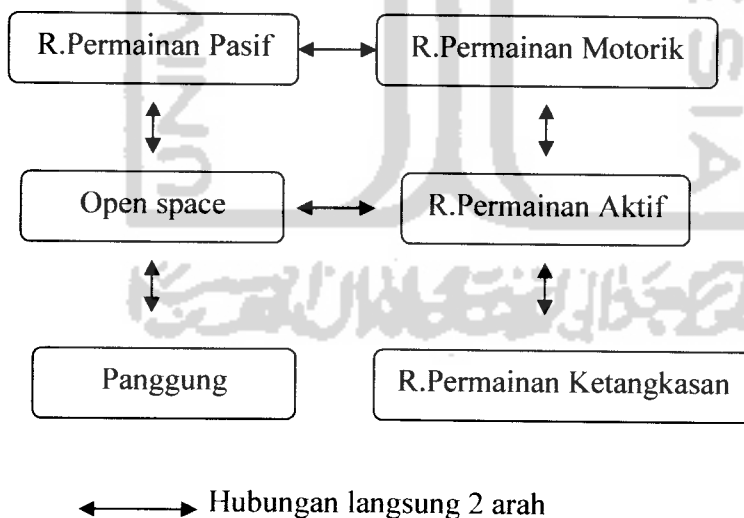 R.Permainan Pasif
R.Permainan Motorik
Open space
R.Permainan Aktif
Panggung
R.Permainan Ketangkasan
Hubungan langsung 2 arah